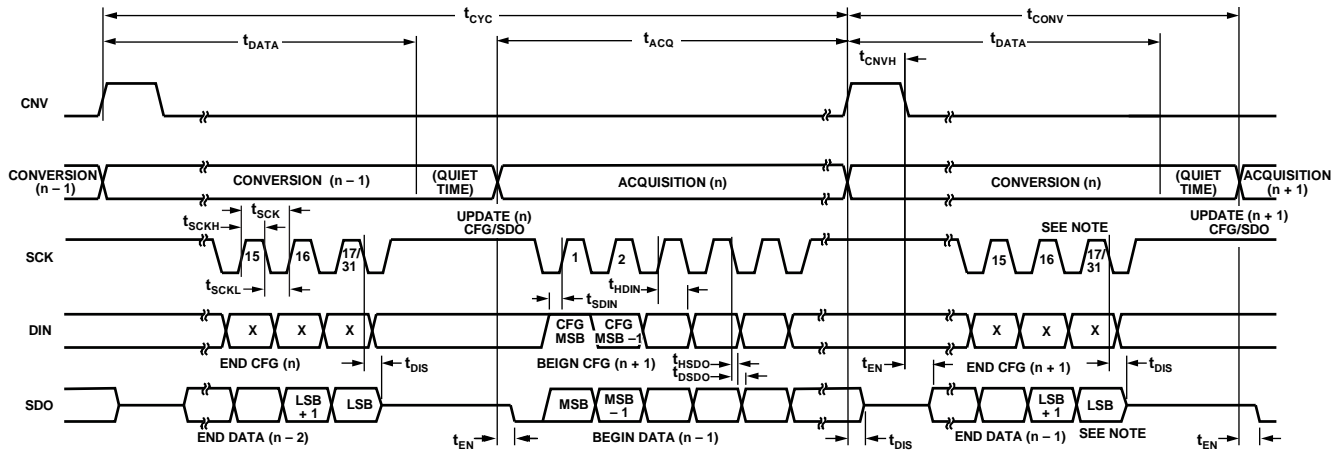 tCYC tCONV
tDATA tACQ tDATA
tCNVH
CNV
CONVERSION (n – 1) CONVERSION (n – 1) (QUIET TIME) ACQUISITION (n) CONVERSION (n) (QUIET TIME) ACQUISITION (n + 1)
UPDATE (n) CFG/SDO UPDATE (n + 1) CFG/SDO
tSCK
tSCKH
SEE NOTE
SCK 15 16 17/31 1 2 15 16 17/31
tSCKL tHDIN
tSDIN
DIN X X X CFG MSB CFG MSB –1 X X X
END CFG (n) BEIGN CFG (n + 1) END CFG (n + 1)
tDIS tHSDO tEN tDIS
tDSDO
SDO LSB + 1 LSB MSB MSB –1 LSB + 1 LSB
END DATA (n – 2) BEGIN DATA (n – 1) END DATA (n – 1) SEE NOTE
tEN tDIS tEN